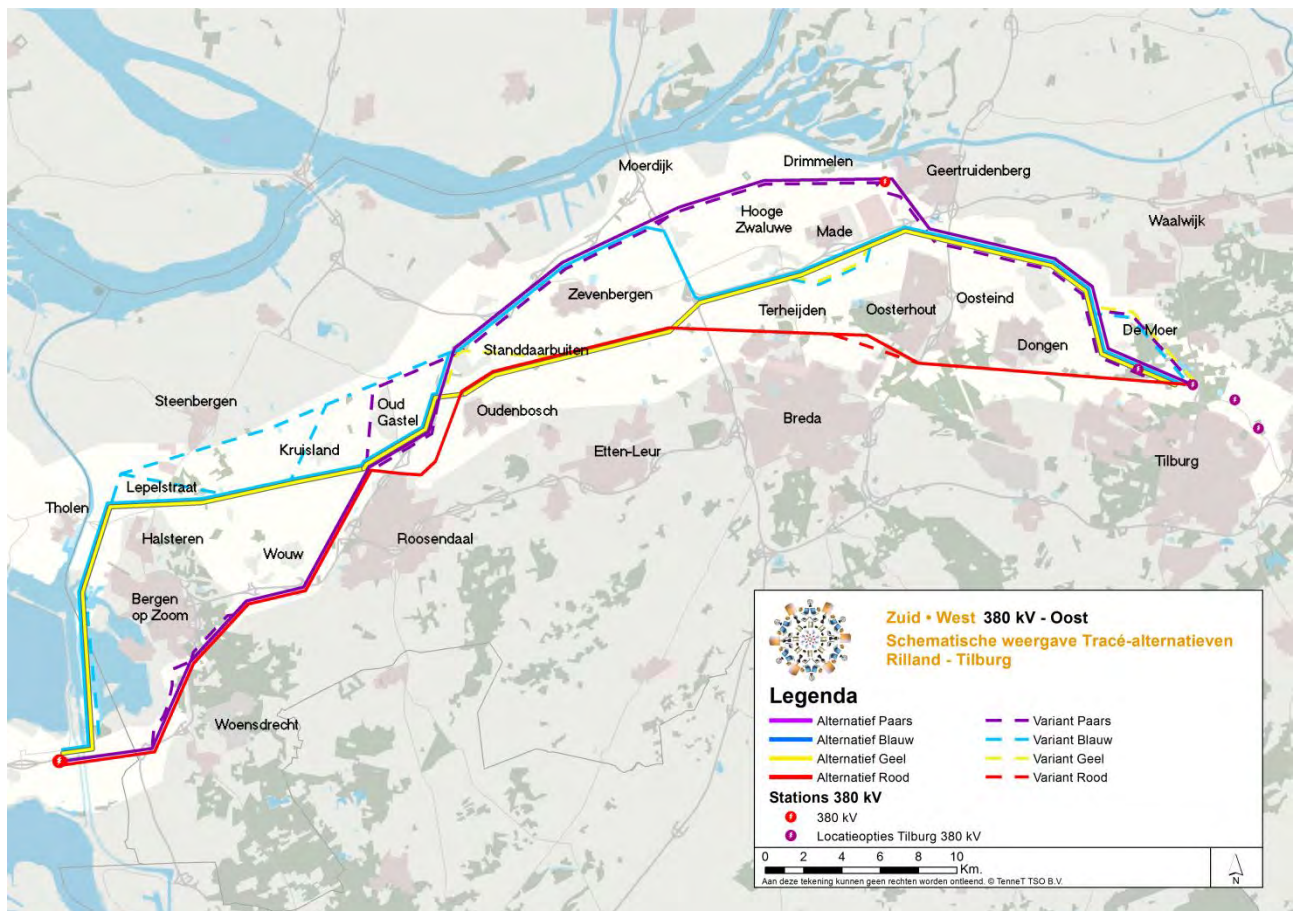 Moerdijk
Drimmelen
Geertruidenberg
Waalwijk
Hooge
Zwaluwe
Made
Zevenbergen
Oosteind
Terheijden
Oosterhout
De Moer
Standdaarbuiten
Dongen
Steenbergen
Oud
Gastel
Oudenbosch
Breda
Kruisland
Etten-Leur
Tilburg
Lepelstraat
Tholen
Halsteren
Wouw
Roosendaal
Bergen
op Zoom
Woensdrecht
Zuid • West 380 kV - Oost
Schematische weergave Tracé-alternatieven
Rilland - Tilburg
Legenda
Alternatief Paars
Variant Paars
Alternatief Blauw
Variant Blauw
Alternatief Geel
Variant Geel
Alternatief Rood
Variant Rood
Stations 380 kV
380 kV
Locatieopties Tilburg 380 kV
0 2 4 6 8 10
Km.
Aan deze tekening kunnen geen rechten worden ontleend. © TenneT TSO B.V.
N